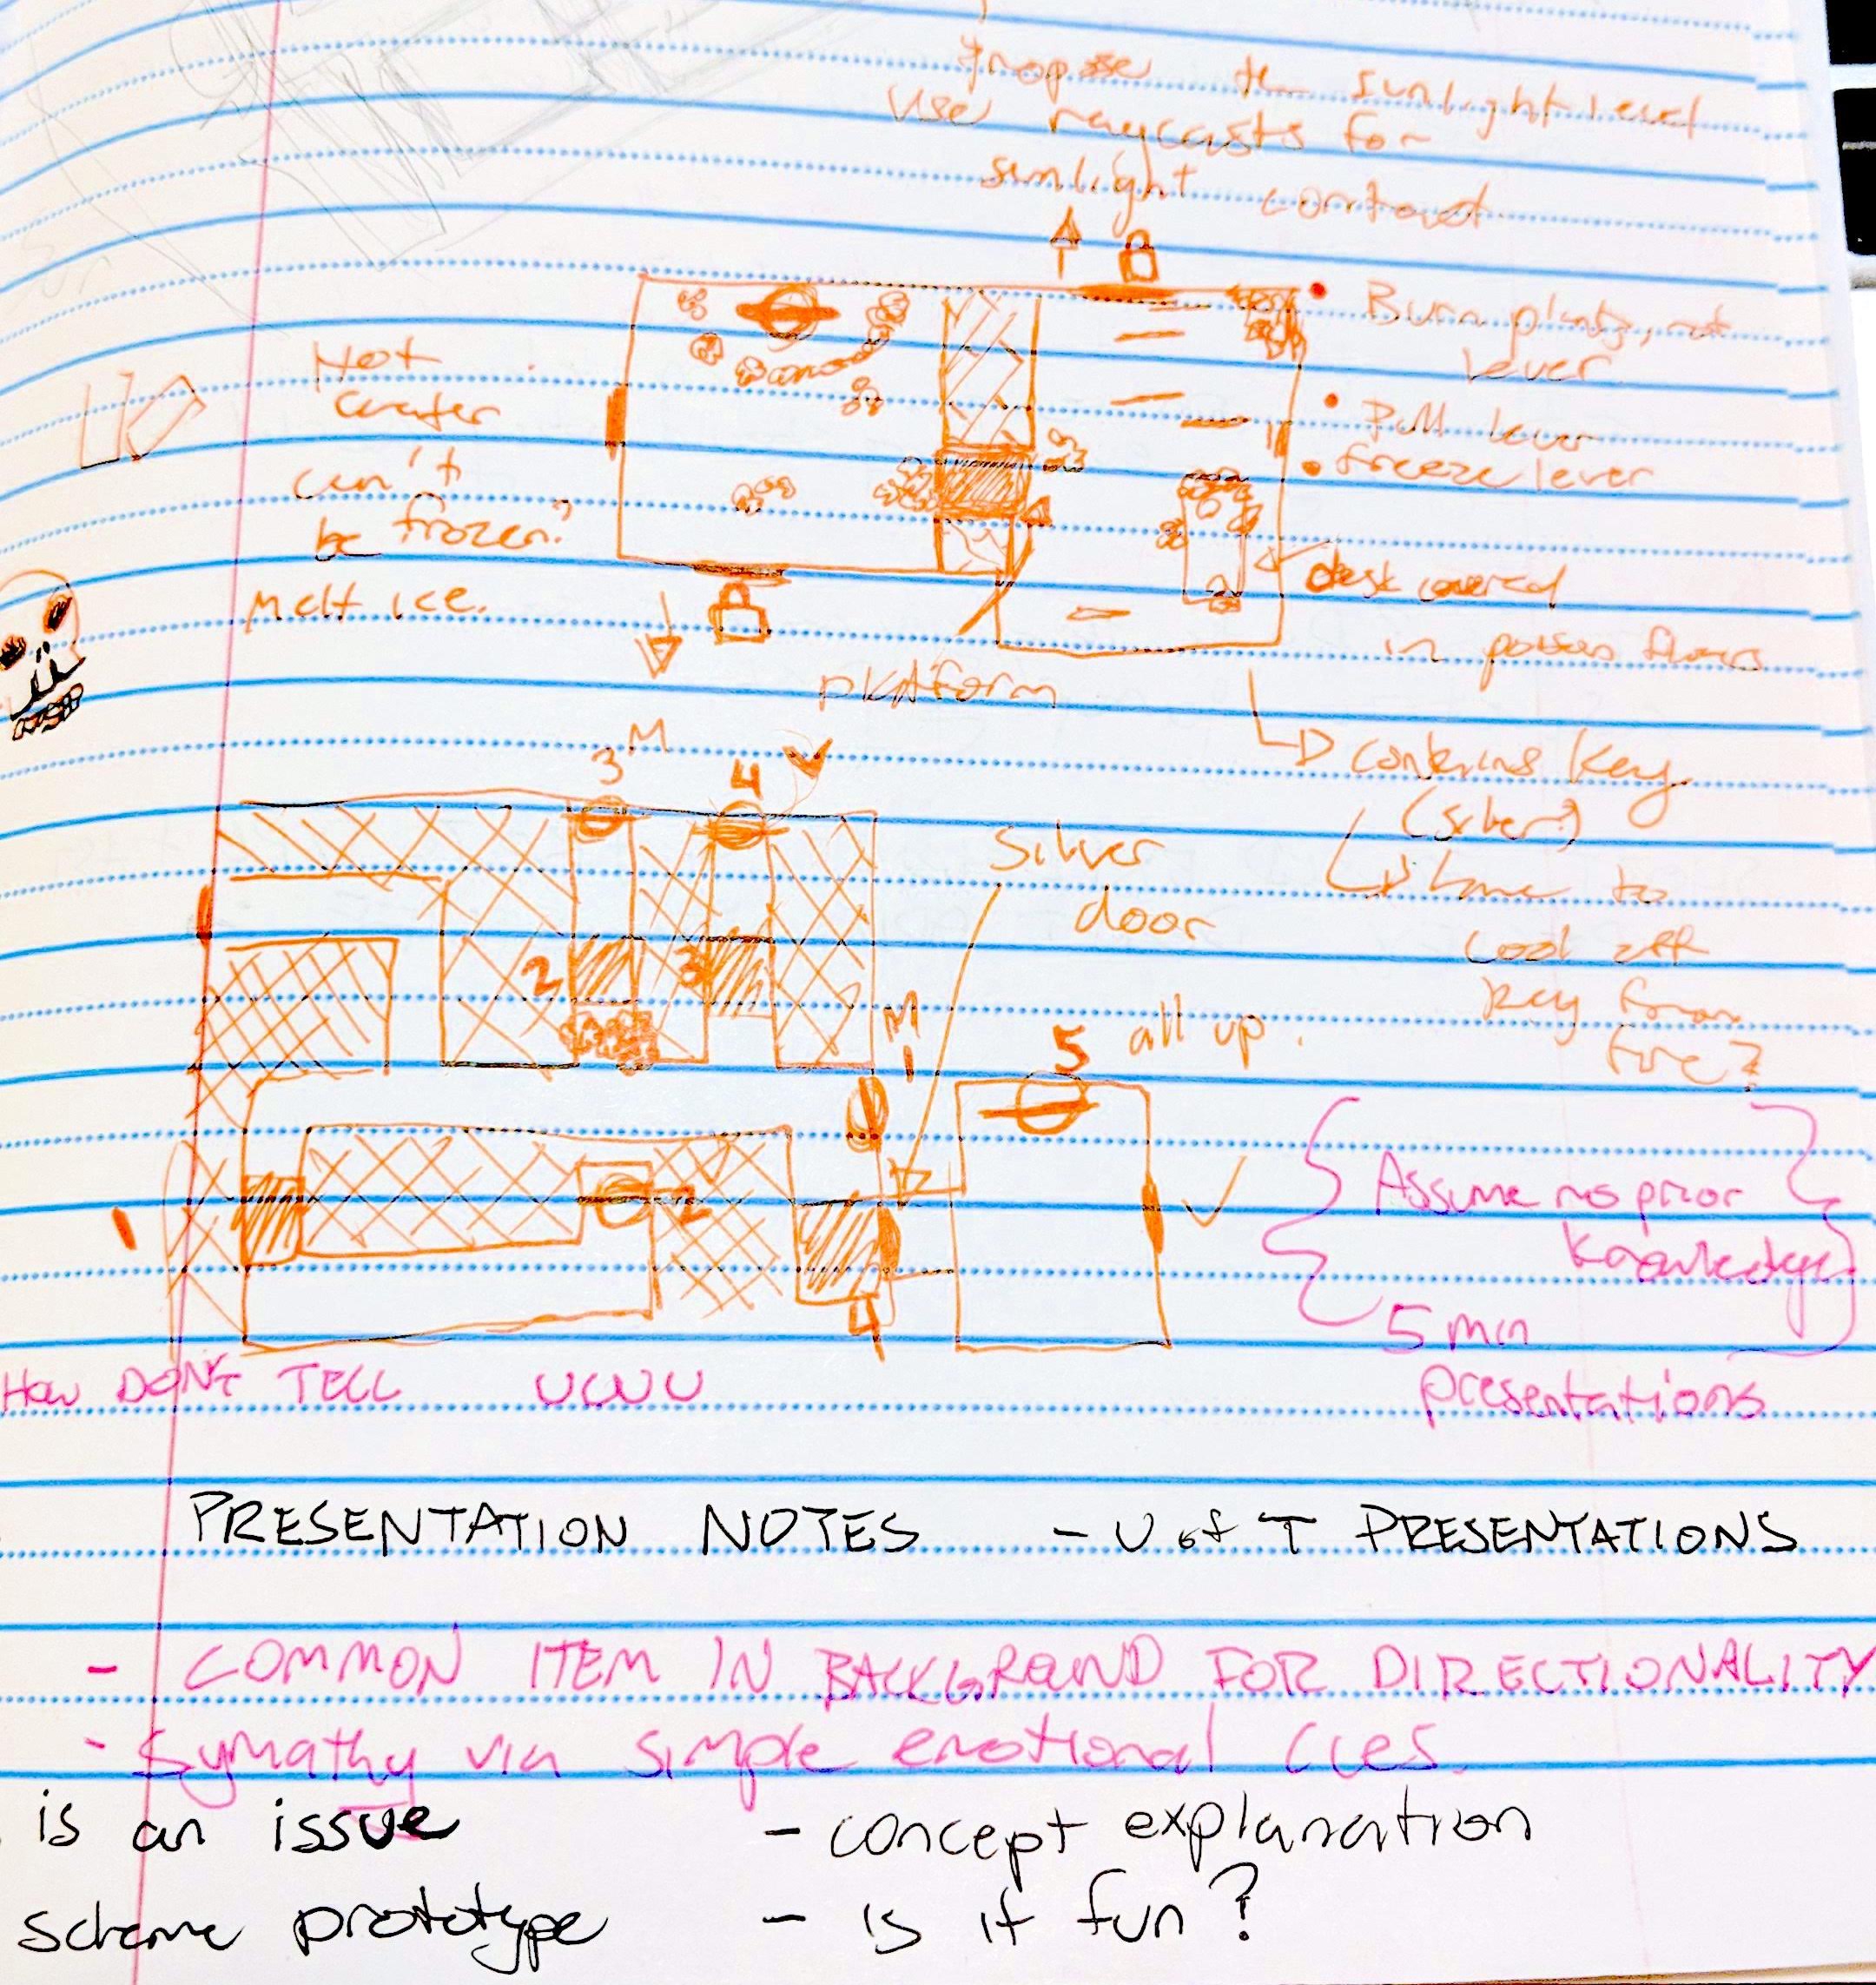 the sunlight level
use raycasts for
sunlight
Burn plants, not
lever
Pull lever
freeze lever
Hot
water
can't
be frozen?
Melt ice.
desk covered
in poison flowers
platform
contains key
M
3
4
Silver
door
to
cool off
key from
fire?
2
3
M
1
5 all up.
1
2
4
Assume no prior
knowledge
5 min
presentations
How DON'T TELL UWU
PRESENTATION NOTES - U of T PRESENTATIONS
- COMMON ITEM IN BACKGROUND FOR DIRECTIONALITY
- Symathy via simple emotional cues.
is an issue - concept explanation
scheme prototype - is it fun?